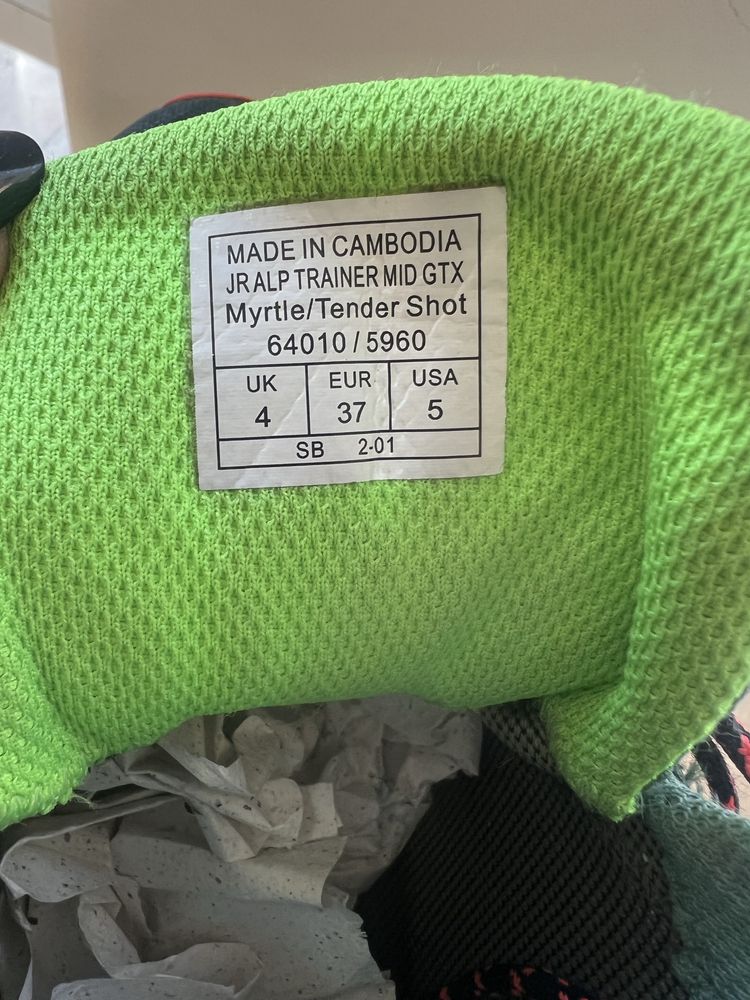 MADE IN CAMBODIA
JR ALP TRAINER MID GTX
Myrtle/Tender Shot
64010 / 5960
UK EUR USA
4 37 5
SB 2-01